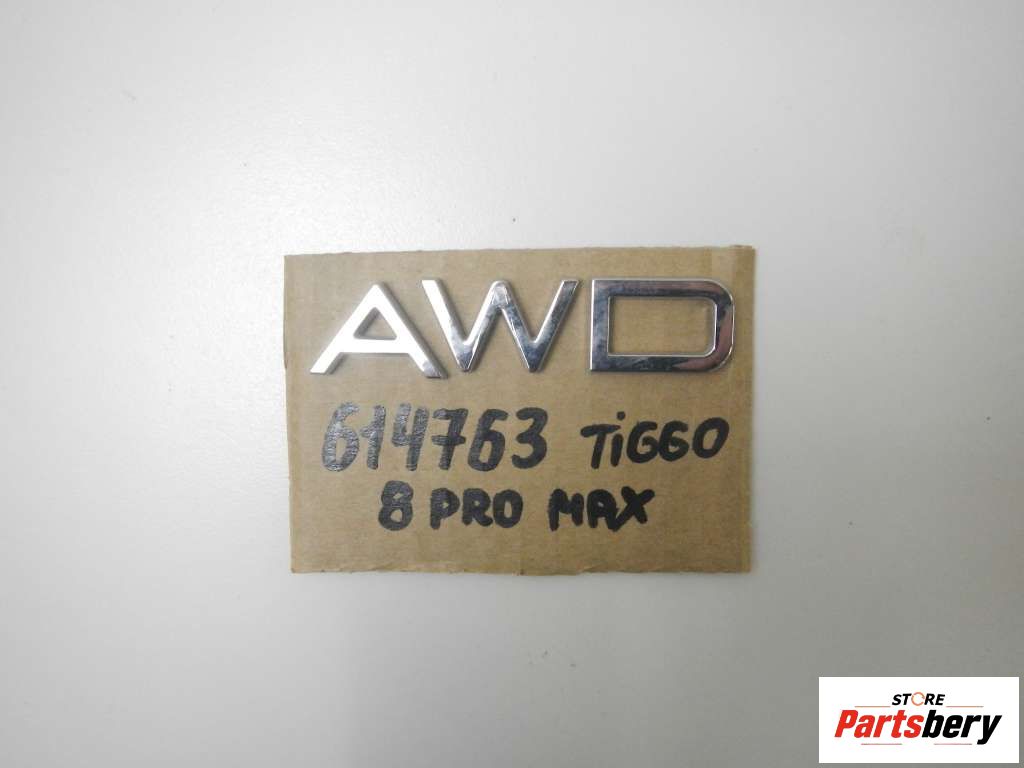 AWD
614763 TiGGO
8 PRO MAX
STORE
Partsbery